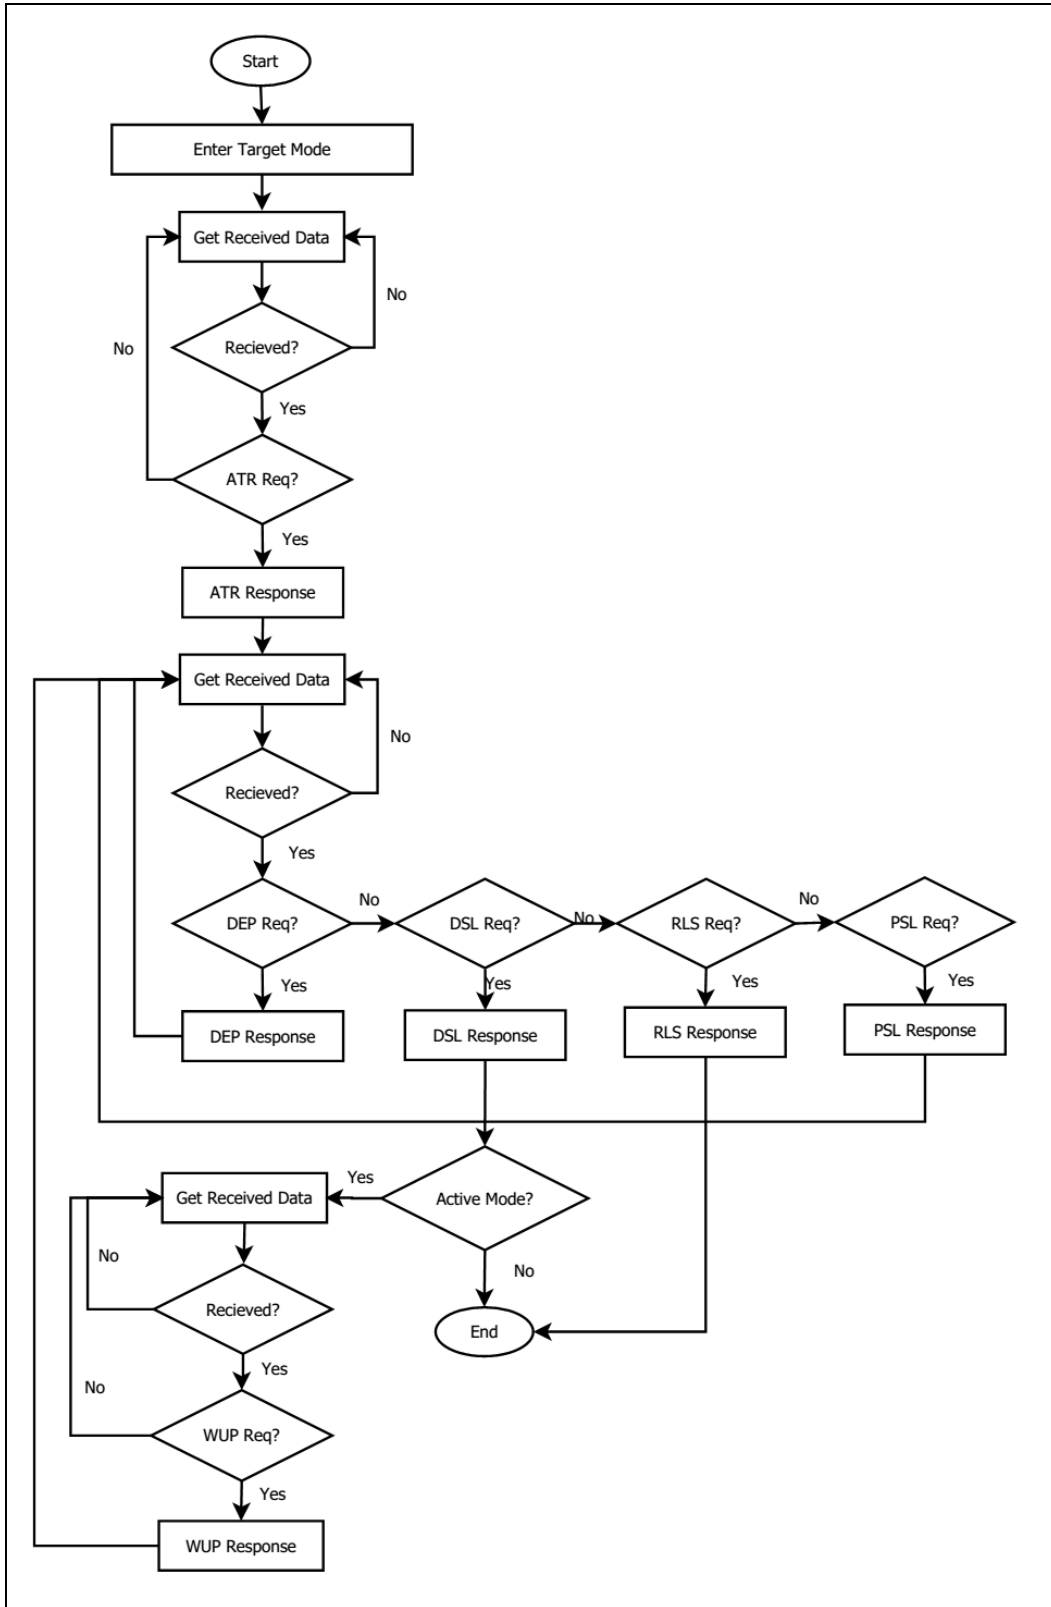 Start
Enter Target Mode
Get Received Data
No
No
Recieved?
Yes
ATR Req?
Yes
ATR Response
Get Received Data
No
Recieved?
Yes
DEP Req?
No
DSL Req?
No
RLS Req?
No
PSL Req?
Yes
Yes
Yes
Yes
DEP Response
DSL Response
RLS Response
PSL Response
Get Received Data
Yes
Active Mode?
No
Recieved?
No
End
Yes
No
WUP Req?
Yes
WUP Response